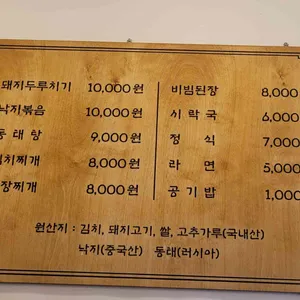 돼지두루치기 10,000원
낙지볶음 10,000원
동태탕 9,000원
김치찌개 8,000원
8,000원
비빔된장 8,000
시락국 6,000
정식 7,000
라면 5,000
공기밥 1,000
원산지 : 김치, 돼지고기, 쌀, 고추가루(국내산)
낙지(중국산) 동태(러시아)